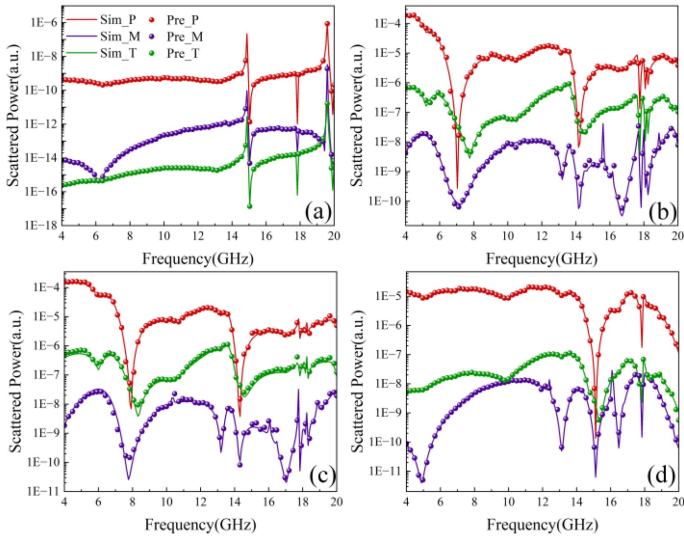 Sim_P Pre_P
Sim_M Pre_M
Sim_T Pre_T
1E-6
1E-8
1E-10
1E-12
1E-14
1E-16
1E-18
Scattered Power(a.u.)
(a)
4 6 8 10 12 14 16 18 20
Frequency(GHz)
1E-4
1E-5
1E-6
1E-7
1E-8
1E-9
1E-10
Scattered Power(a.u.)
(b)
4 6 8 10 12 14 16 18 20
Frequency(GHz)
1E-4
1E-5
1E-6
1E-7
1E-8
1E-9
1E-10
1E-11
Scattered Power(a.u.)
(c)
4 6 8 10 12 14 16 18 20
Frequency(GHz)
1E-5
1E-6
1E-7
1E-8
1E-9
1E-10
1E-11
Scattered Power(a.u.)
(d)
4 6 8 10 12 14 16 18 20
Frequency(GHz)